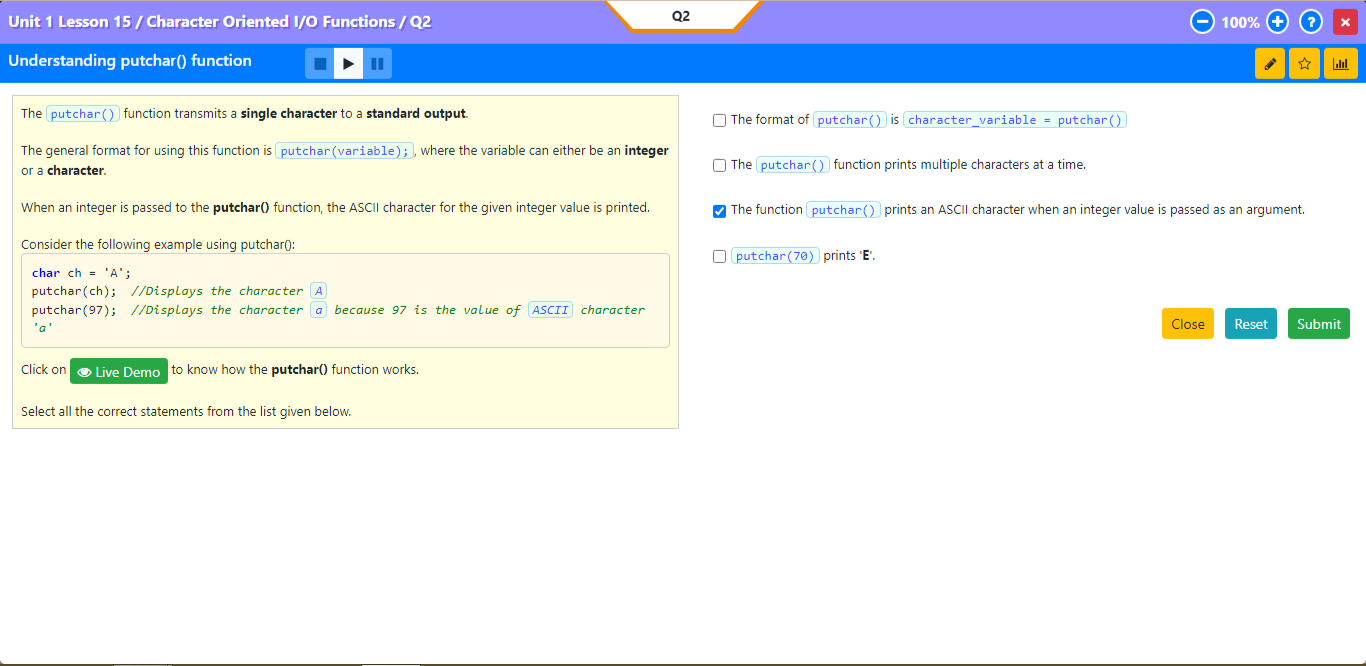 Unit 1 Lesson 15 / Character Oriented I/O Functions / Q2
Q2
100%
Understanding putchar() function
The putchar() function transmits a single character to a standard output.
The general format for using this function is putchar(variable);, where the variable can either be an integer
or a character.
When an integer is passed to the putchar() function, the ASCII character for the given integer value is printed.
Consider the following example using putchar():
char ch = 'A';
putchar(ch);  //Displays the character A
putchar(97);  //Displays the character a because 97 is the value of ASCII character
'a'
Click on Live Demo to know how the putchar() function works.
Select all the correct statements from the list given below.
The format of putchar() is character_variable = putchar()
The putchar() function prints multiple characters at a time.
The function putchar() prints an ASCII character when an integer value is passed as an argument.
putchar(70) prints 'E'.
Close Reset Submit